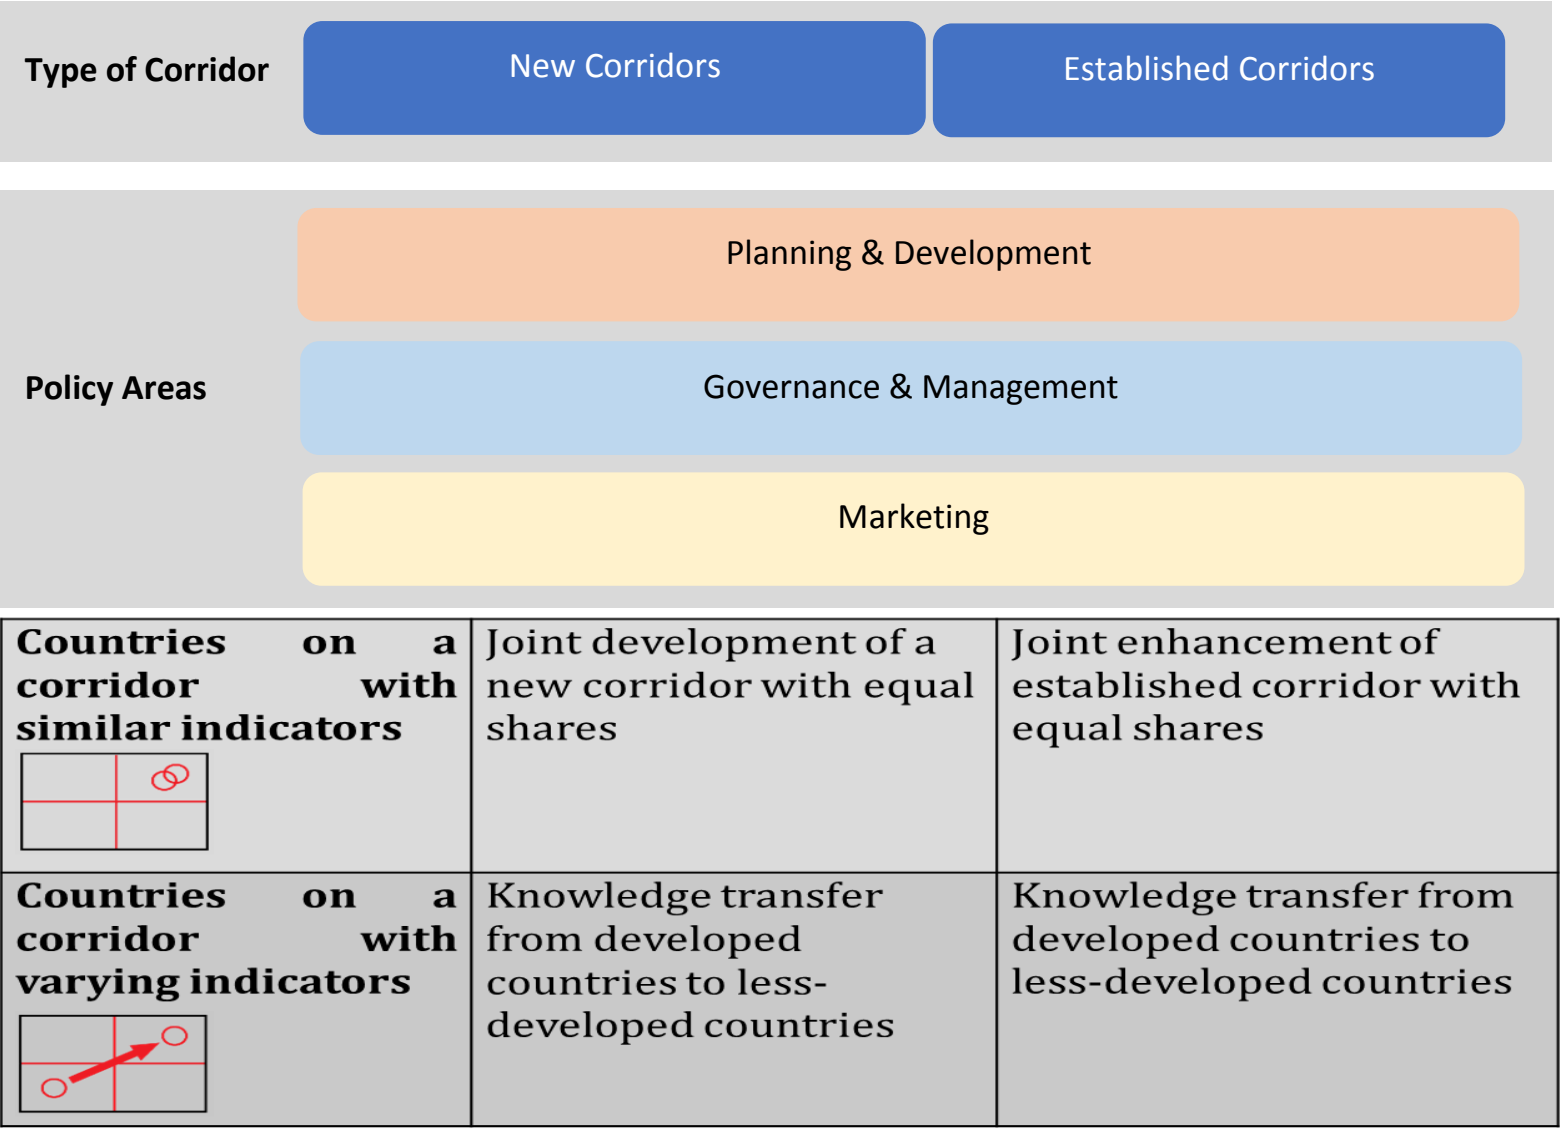 Type of Corridor
New Corridors
Established Corridors
Planning & Development
Policy Areas
Governance & Management
Marketing
Countries on a
corridor with
similar indicators
Joint development of a
new corridor with equal
shares
Joint enhancement of
established corridor with
equal shares
Countries on a
corridor with
varying indicators
Knowledge transfer
from developed
countries to less-
developed countries
Knowledge transfer from
developed countries to
less-developed countries